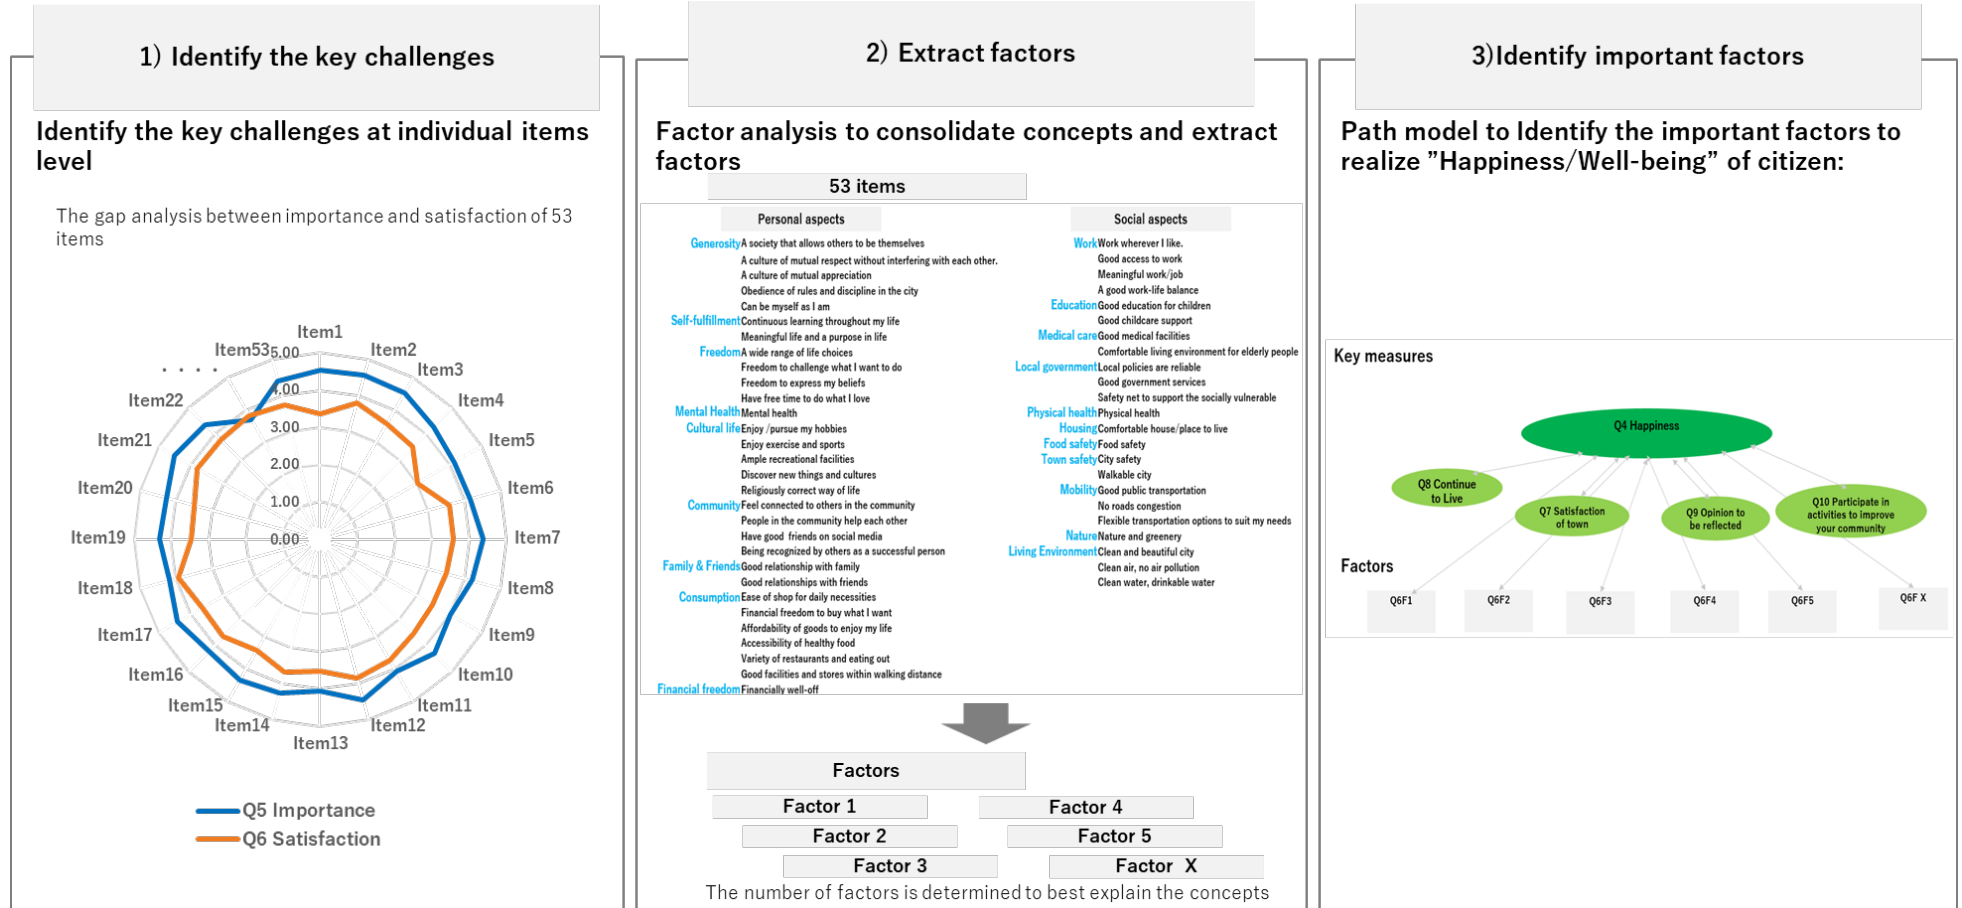 1) Identify the key challenges
Identify the key challenges at individual items
level
The gap analysis between importance and satisfaction of 53
items
Item1
Item2
Item3
Item4
Item5
Item6
Item7
Item8
Item9
Item10
Item11
Item12
Item13
Item14
Item15
Item16
Item17
Item18
Item19
Item20
Item21
Item22
. . . .
Item53
5.00
4.00
3.00
2.00
1.00
0.00
Q5 Importance
Q6 Satisfaction
2) Extract factors
Factor analysis to consolidate concepts and extract
factors
53 items
Personal aspects
Generosity A society that allows others to be themselves
A culture of mutual respect without interfering with each other.
A culture of mutual appreciation
Obedience of rules and discipline in the city
Can be myself as I am
Self-fulfillment Continuous learning throughout my life
Meaningful life and a purpose in life
Freedom A wide range of life choices
Freedom to challenge what I want to do
Freedom to express my beliefs
Have free time to do what I love
Mental Health Mental health
Cultural life Enjoy /pursue my hobbies
Enjoy exercise and sports
Ample recreational facilities
Discover new things and cultures
Religiously correct way of life
Community Feel connected to others in the community
People in the community help each other
Have good friends on social media
Being recognized by others as a successful person
Family & Friends Good relationship with family
Good relationships with friends
Consumption Ease of shop for daily necessities
Financial freedom to buy what I want
Affordability of goods to enjoy my life
Accessibility of healthy food
Variety of restaurants and eating out
Good facilities and stores within walking distance
Financial freedom Financially well-off
Social aspects
Work Work wherever I like.
Good access to work
Meaningful work/job
A good work-life balance
Education Good education for children
Good childcare support
Medical care Good medical facilities
Comfortable living environment for elderly people
Local government Local policies are reliable
Good government services
Safety net to support the socially vulnerable
Physical health Physical health
Housing Comfortable house/place to live
Food safety Food safety
Town safety City safety
Walkable city
Mobility Good public transportation
No roads congestion
Flexible transportation options to suit my needs
Nature Nature and greenery
Living Environment Clean and beautiful city
Clean air, no air pollution
Clean water, drinkable water
Factors
Factor 1
Factor 2
Factor 3
Factor 4
Factor 5
Factor X
The number of factors is determined to best explain the concepts
3)Identify important factors
Path model to Identify the important factors to
realize ”Happiness/Well-being” of citizen:
Key measures
Q4 Happiness
Q8 Continue
to Live
Q7 Satisfaction
of town
Q9 Opinion to
be reflected
Q10 Participate in
activities to improve
your community
Factors
Q6F1
Q6F2
Q6F3
Q6F4
Q6F5
Q6F X